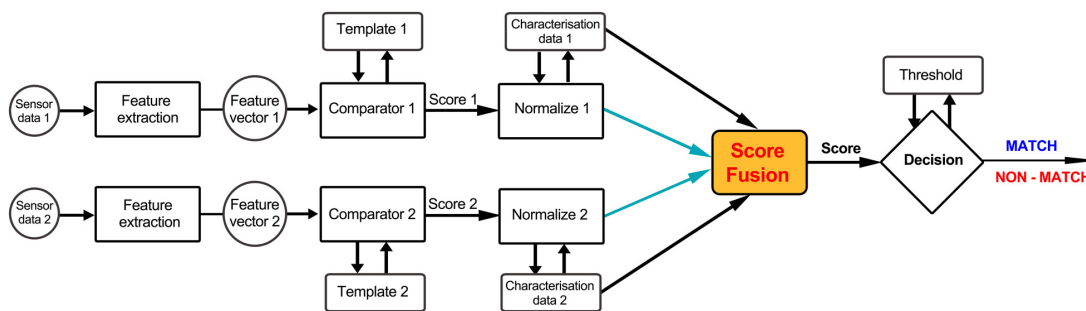 Template 1
Characterisation
data 1
Sensor
data 1
Feature
extraction
Feature
vector 1
Comparator 1
Score 1
Normalize 1
Threshold
Score
Fusion
Score
Decision
MATCH
NON - MATCH
Sensor
data 2
Feature
extraction
Feature
vector 2
Comparator 2
Score 2
Normalize 2
Template 2
Characterisation
data 2